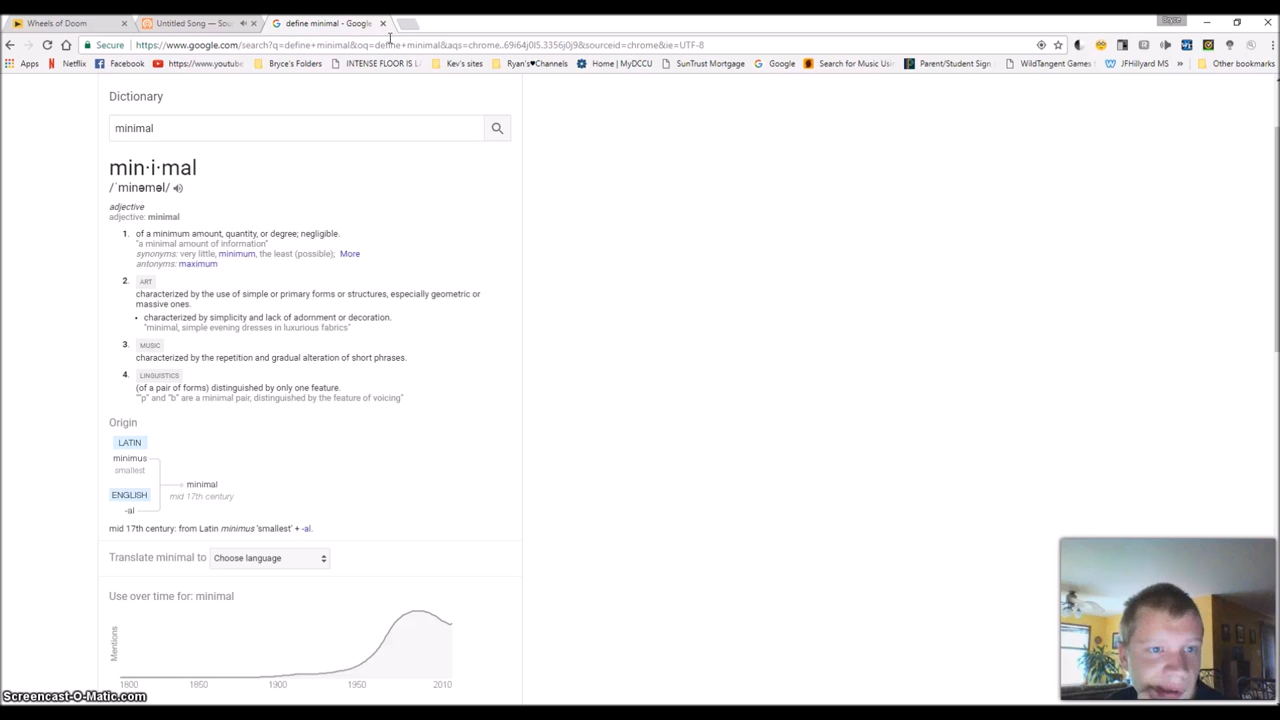 Wheels of Doom
Untitled Song — Sou
define minimal - Google
Bryce
Secure
https://www.google.com/search?q=define+minimal&oq=define+minimal&aqs=chrome..69i64j0l5.3356j0j9&sourceid=chrome&ie=UTF-8
Apps
Netflix
Facebook
https://www.youtube
Bryce's Folders
INTENSE FLOOR IS LA
Kev's sites
Ryan's♥Channels
Home | MyDCCU
SunTrust Mortgage
Google
Search for Music Usi
Parent/Student Sign
WildTangent Games
JFHillyard MS
»
Other bookmarks
Dictionary
minimal
min·i·mal
/ˈminəməl/
adjective
adjective: minimal
1. of a minimum amount, quantity, or degree; negligible.
"a minimal amount of information"
synonyms: very little, minimum, the least (possible); More
antonyms: maximum
2. ART
characterized by the use of simple or primary forms or structures, especially geometric or
massive ones.
• characterized by simplicity and lack of adornment or decoration.
"minimal, simple evening dresses in luxurious fabrics"
3. MUSIC
characterized by the repetition and gradual alteration of short phrases.
4. LINGUISTICS
(of a pair of forms) distinguished by only one feature.
""p" and "b" are a minimal pair, distinguished by the feature of voicing"
Origin
LATIN
minimus
smallest
minimal
mid 17th century
ENGLISH
-al
mid 17th century: from Latin minimus 'smallest' + -al.
Translate minimal to Choose language
Use over time for: minimal
Mentions
1800 1850 1900 1950 2010
Screencast-O-Matic.com